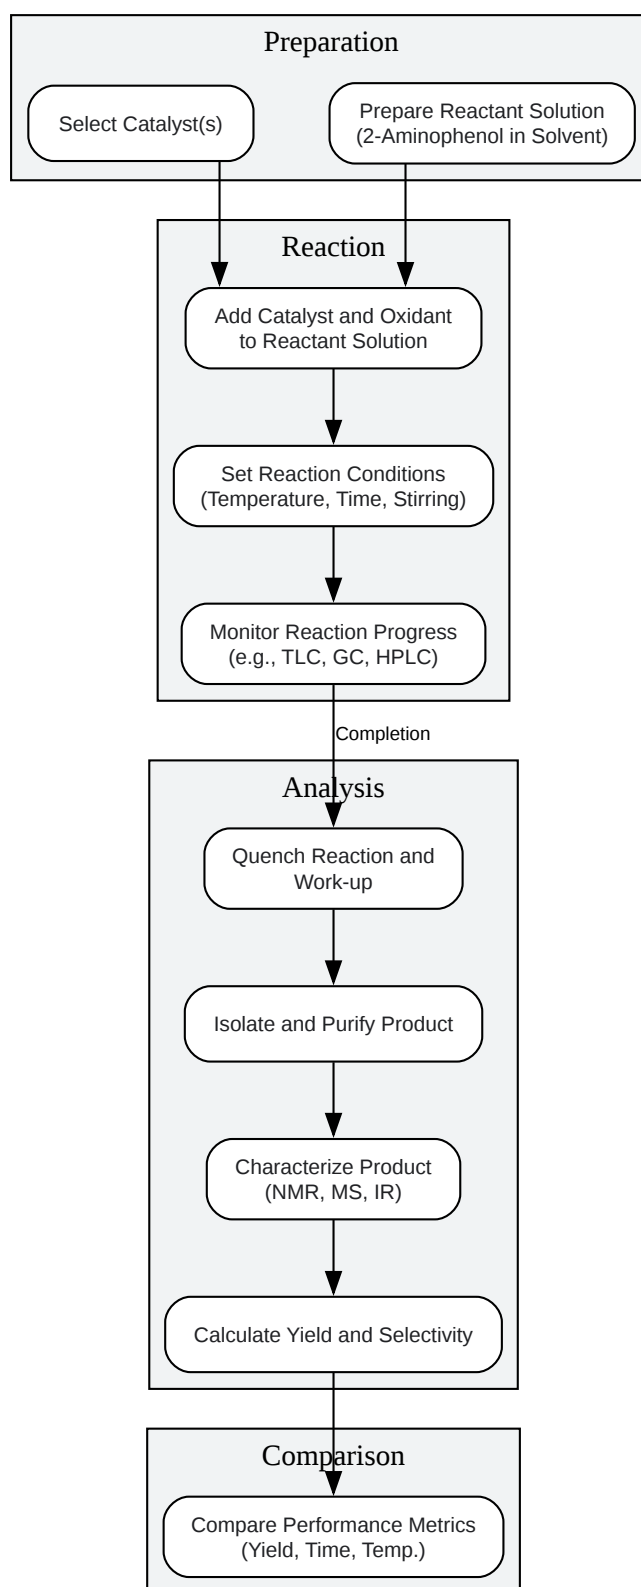 Preparation
Select Catalyst(s)
Prepare Reactant Solution
(2-Aminophenol in Solvent)
Reaction
Add Catalyst and Oxidant
to Reactant Solution
Set Reaction Conditions
(Temperature, Time, Stirring)
Monitor Reaction Progress
(e.g., TLC, GC, HPLC)
Completion
Analysis
Quench Reaction and
Work-up
Isolate and Purify Product
Characterize Product
(NMR, MS, IR)
Calculate Yield and Selectivity
Comparison
Compare Performance Metrics
(Yield, Time, Temp.)